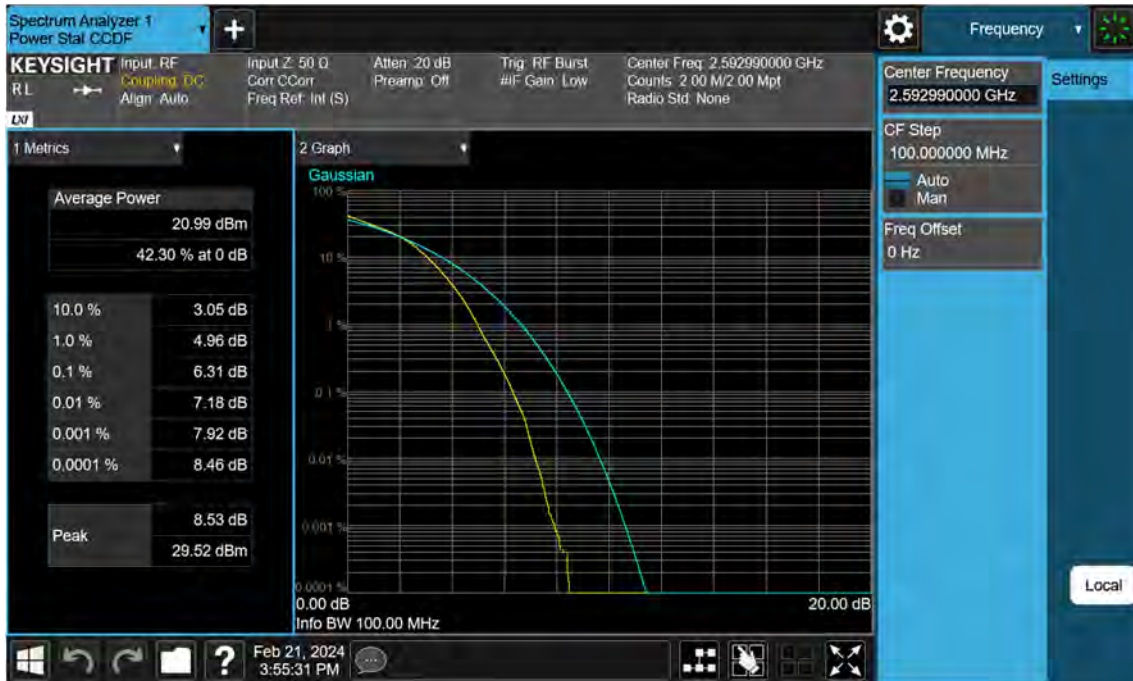 Spectrum Analyzer 1
Power Stat CCDF
Frequency
KEYSIGHT
RL
LXI
Input: RF
Coupling: DC
Align: Auto
Input Z: 50 Ω
Corr CCorr
Freq Ref: Int (S)
Atten: 20 dB
Preamp: Off
Trig: RF Burst
#IF Gain: Low
Center Freq: 2.592990000 GHz
Counts: 2.00 M/2.00 Mpt
Radio Std: None
Center Frequency
2.592990000 GHz
Settings
CF Step
100.000000 MHz
Auto
Man
Freq Offset
0 Hz
Local
1 Metrics
Average Power
20.99 dBm
42.30 % at 0 dB
10.0 % 3.05 dB
1.0 % 4.96 dB
0.1 % 6.31 dB
0.01 % 7.18 dB
0.001 % 7.92 dB
0.0001 % 8.46 dB
Peak
8.53 dB
29.52 dBm
2 Graph
Gaussian
100 %
10 %
1 %
0.1 %
0.01 %
0.001 %
0.0001 %
0.00 dB 20.00 dB
Info BW 100.00 MHz
?
Feb 21, 2024
3:55:31 PM